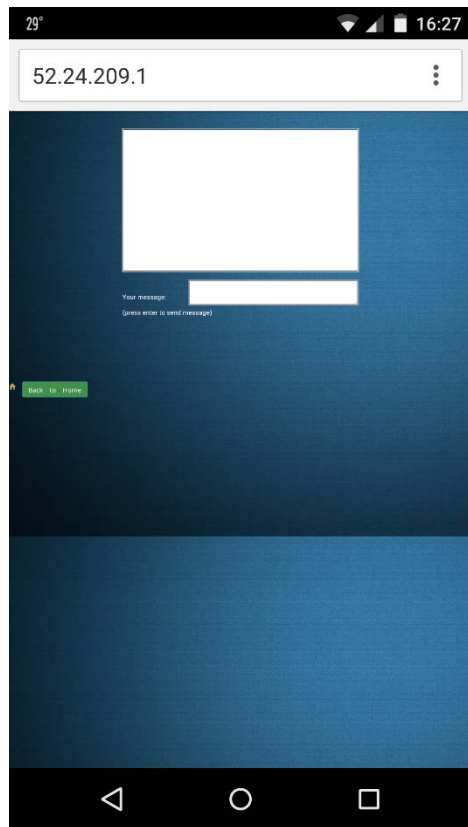 29°
16:27
52.24.209.1
Your message:
(press enter to send message)
Back to Home